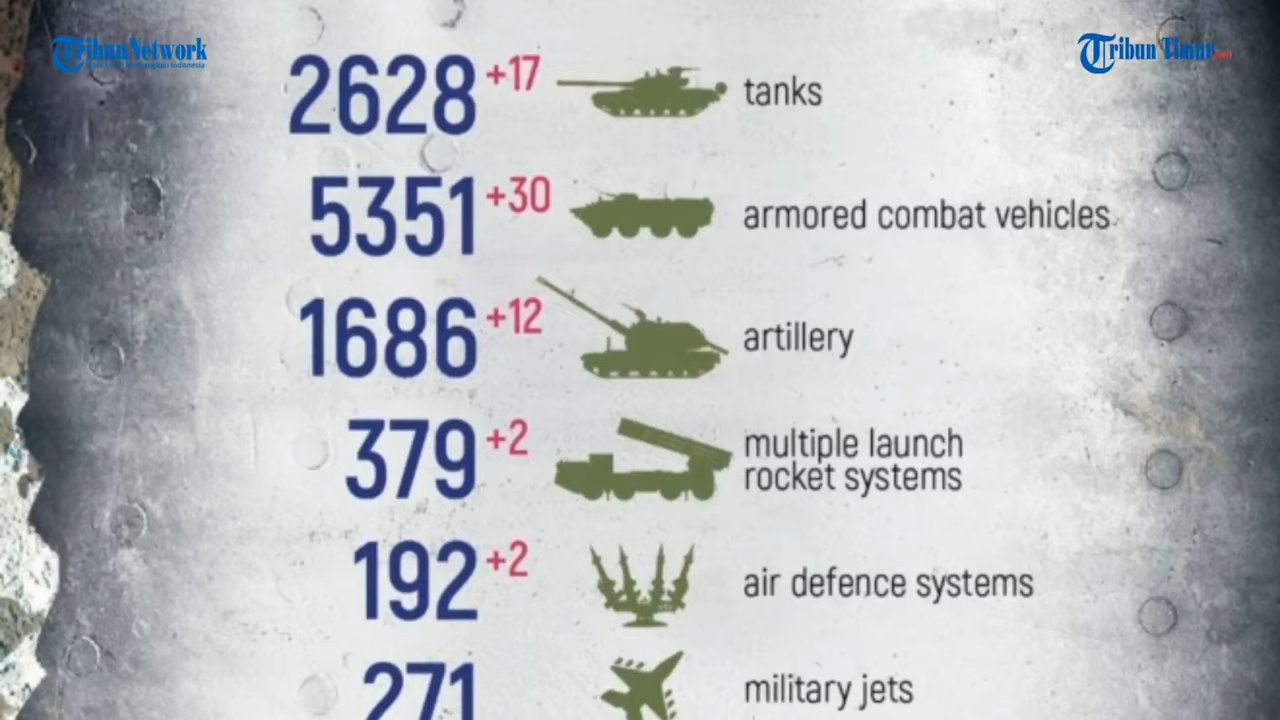 TribunNetwork
Tribun Timur.com
2628 +17 tanks
5351 +30 armored combat vehicles
1686 +12 artillery
379 +2 multiple launch
rocket systems
192 +2 air defence systems
271 military jets